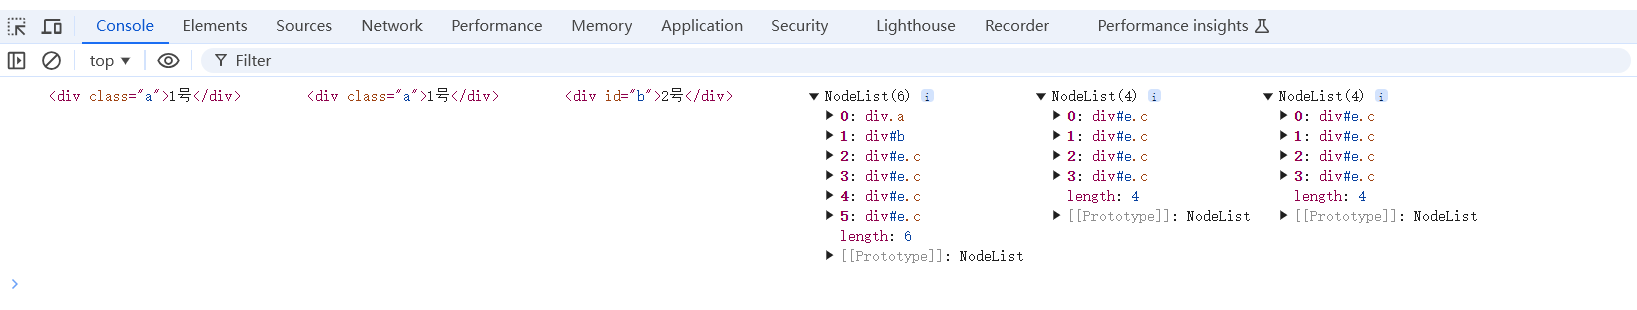 Console Elements Sources Network Performance Memory Application Security Lighthouse Recorder Performance insights
top ▼ Filter
<div class="a">1号</div> <div class="a">1号</div> <div id="b">2号</div> ▼ NodeList(6) i ▼ NodeList(4) i ▼ NodeList(4) i
▶ 0: div.a ▶ 0: div#e.c ▶ 0: div#e.c
▶ 1: div#b ▶ 1: div#e.c ▶ 1: div#e.c
▶ 2: div#e.c ▶ 2: div#e.c ▶ 2: div#e.c
▶ 3: div#e.c ▶ 3: div#e.c ▶ 3: div#e.c
▶ 4: div#e.c length: 4 length: 4
▶ 5: div#e.c ▶ [[Prototype]]: NodeList ▶ [[Prototype]]: NodeList
length: 6
▶ [[Prototype]]: NodeList
>